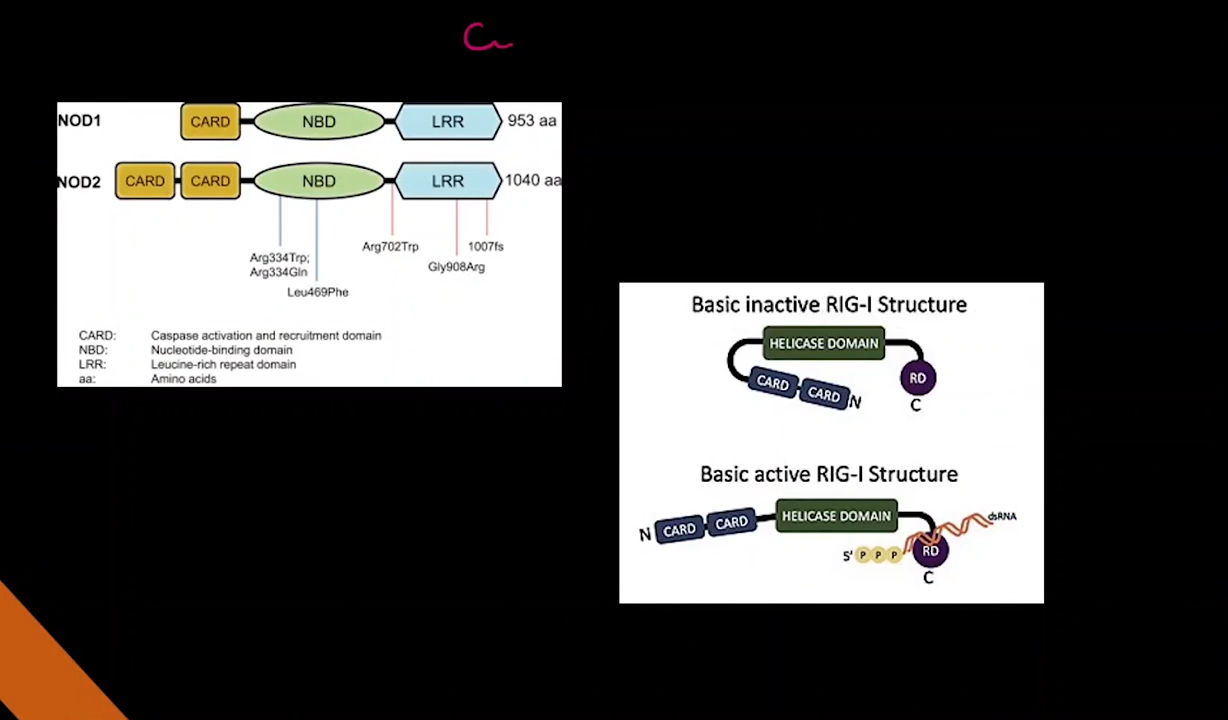 NOD1 CARD NBD LRR 953 aa
NOD2 CARD CARD NBD LRR 1040 aa
Arg334Trp;
Arg334Gln
Leu469Phe
Arg702Trp
Gly908Arg
1007fs
CARD: Caspase activation and recruitment domain
NBD: Nucleotide-binding domain
LRR: Leucine-rich repeat domain
aa: Amino acids
Basic inactive RIG-I Structure
HELICASE DOMAIN
CARD CARD N
RD
C
Basic active RIG-I Structure
N CARD CARD HELICASE DOMAIN
dsRNA
5' P P P RD
C